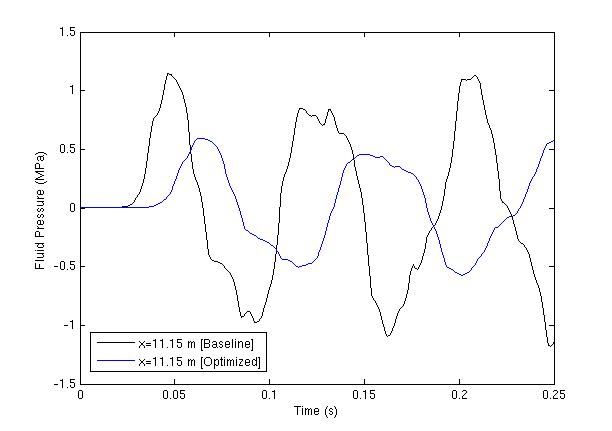 1.5
1
0.5
0
-0.5
-1
-1.5
Fluid Pressure (MPa)
x=11.15 m [Baseline]
x=11.15 m [Optimized]
0 0.05 0.1 0.15 0.2 0.25
Time (s)